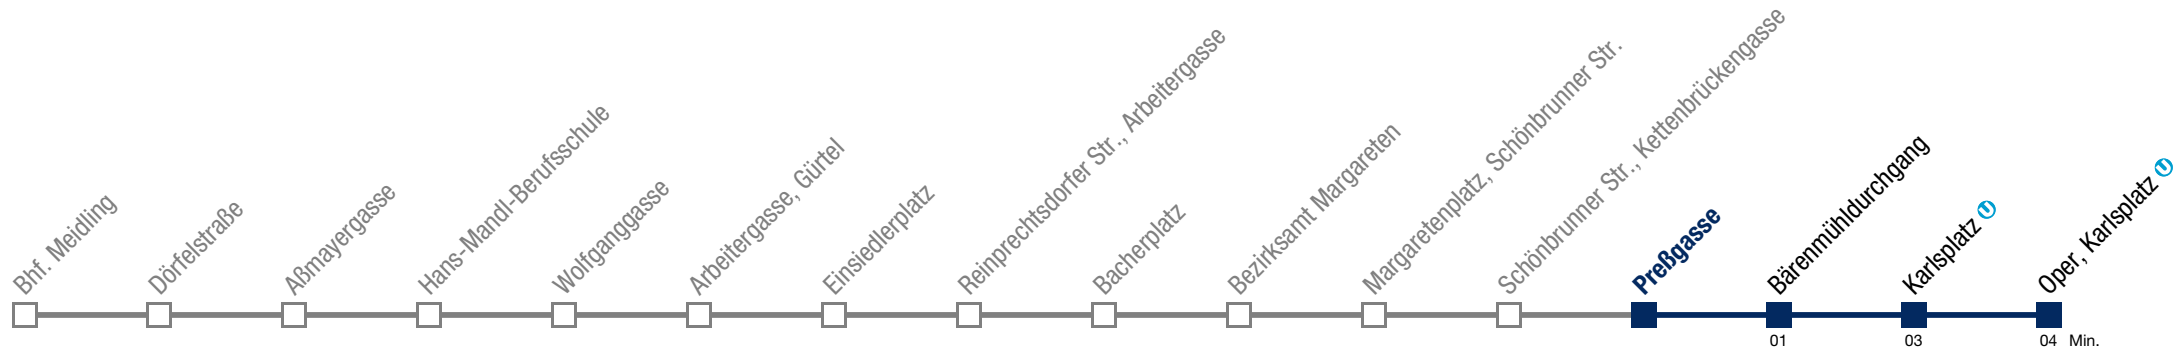 Bhf. Meidling
Dörfelstraße
Aßmayergasse
Hans-Mandl-Berufsschule
Wolfganggasse
Arbeitergasse, Gürtel
Einsiedlerplatz
Reinprechtsdorfer Str., Arbeitergasse
Bacherplatz
Bezirksamt Margareten
Margaretenplatz, Schönbrunner Str.
Schönbrunner Str., Kettenbrückengasse
Preßgasse
Bärenmühldurchgang
Karlsplatz U
Oper, Karlsplatz U
01 03 04 Min.